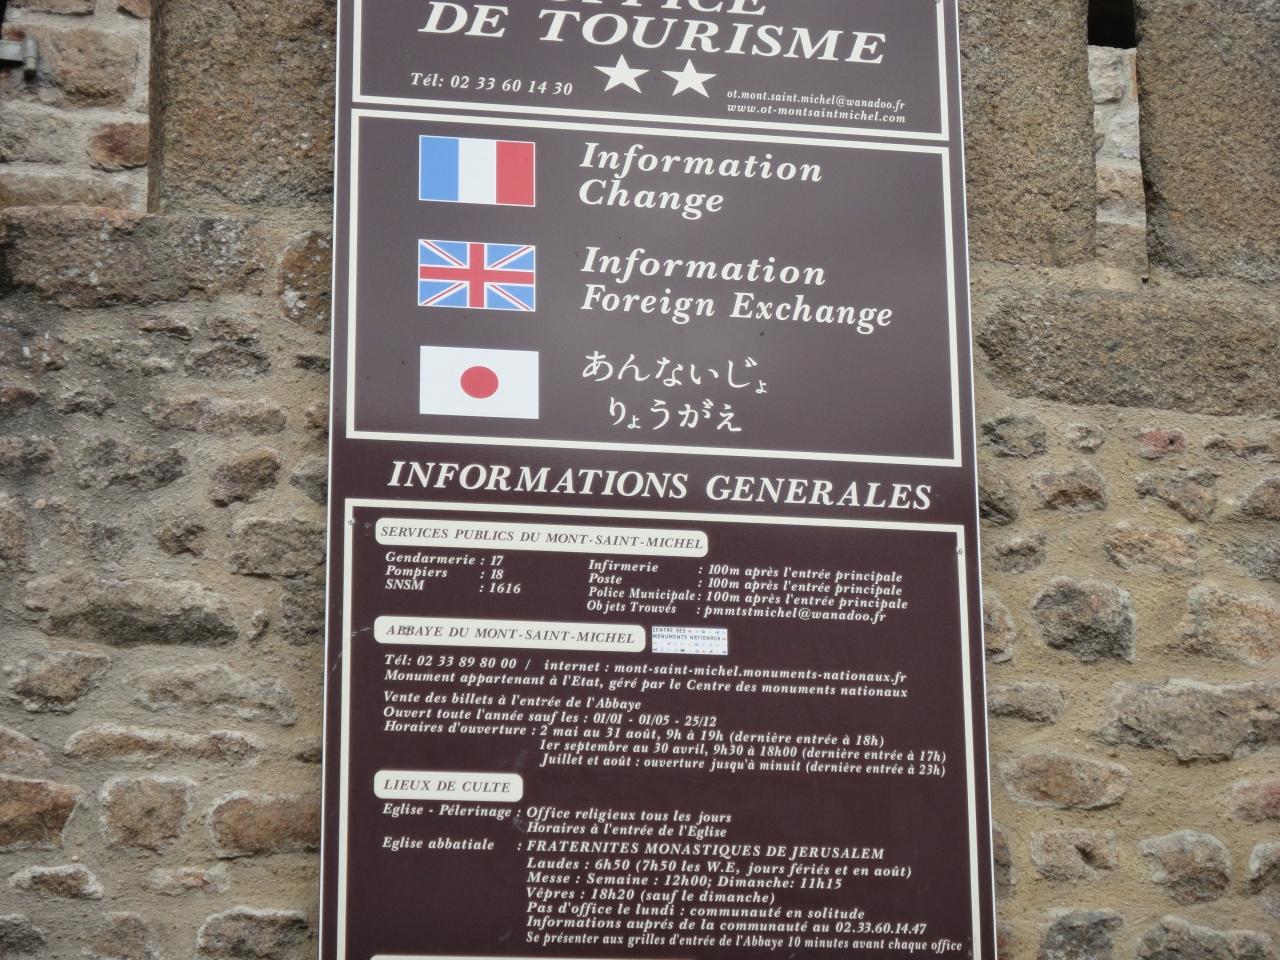 OFFICE
DE TOURISME
Tél: 02 33 60 14 30
ot.mont.saint.michel@wanadoo.fr
www.ot-montsaintmichel.com
Information
Change
Information
Foreign Exchange
あんないじょ
りょうがえ
INFORMATIONS GENERALES
SERVICES PUBLICS DU MONT-SAINT-MICHEL
Gendarmerie : 17
Pompiers : 18
SNSM : 1616
Infirmerie : 100m après l'entrée principale
Poste : 100m après l'entrée principale
Police Municipale : 100m après l'entrée principale
Objets Trouvés : pmmtstmichel@wanadoo.fr
ABBAYE DU MONT-SAINT-MICHEL
CENTRE DES
MONUMENTS NATIONAUX
Tél: 02 33 89 80 00 / internet : mont-saint-michel.monuments-nationaux.fr
Monument appartenant à l'Etat, géré par le Centre des monuments nationaux
Vente des billets à l'entrée de l'Abbaye
Ouvert toute l'année sauf les : 01/01 - 01/05 - 25/12
Horaires d'ouverture : 2 mai au 31 août, 9h à 19h (dernière entrée à 18h)
1er septembre au 30 avril, 9h30 à 18h00 (dernière entrée à 17h)
Juillet et août : ouverture jusqu'à minuit (dernière entrée à 23h)
LIEUX DE CULTE
Eglise - Pélerinage : Office religieux tous les jours
Horaires à l'entrée de l'Eglise
Eglise abbatiale : FRATERNITES MONASTIQUES DE JERUSALEM
Laudes : 6h50 (7h50 les W.E, jours fériés et en août)
Messe : Semaine : 12h00; Dimanche: 11h15
Vêpres : 18h20 (sauf le dimanche)
Pas d'office le lundi : communauté en solitude
Informations auprés de la communauté au 02.33.60.14.47
Se présenter aux grilles d'entrée de l'Abbaye 10 minutes avant chaque office